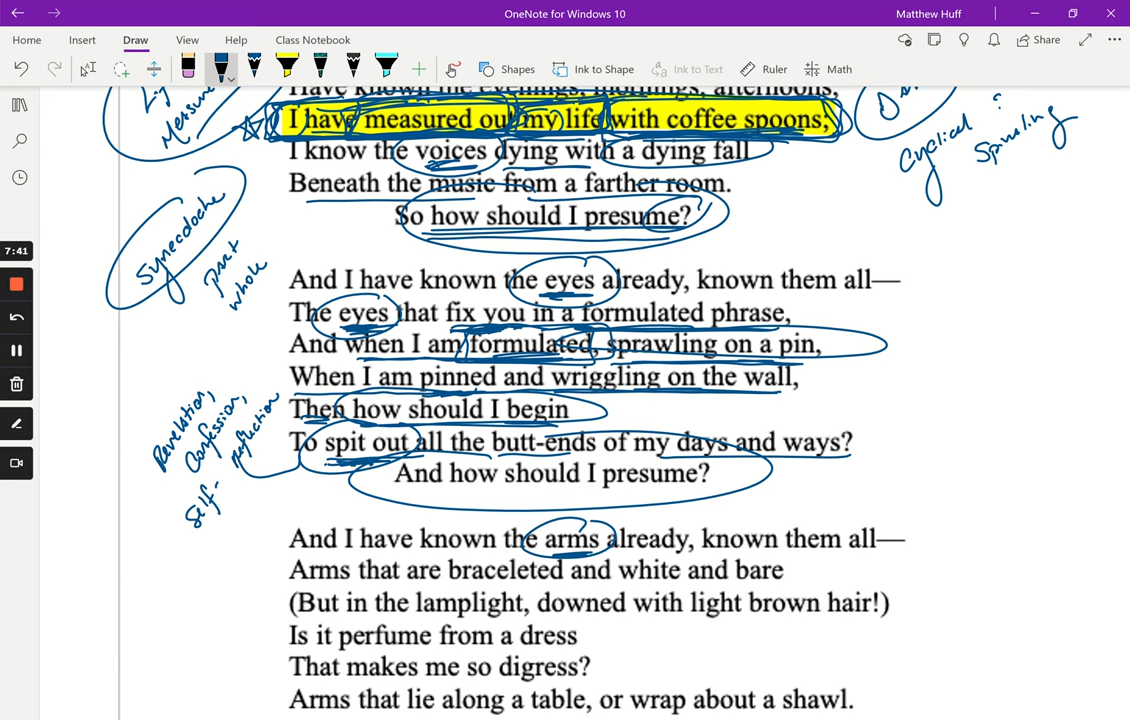 OneNote for Windows 10
Matthew Huff
Home Insert Draw View Help Class Notebook
Share
Shapes Ink to Shape Ink to Text Ruler Math
Have known the evenings, mornings, afternoons,
I have measured out my life with coffee spoons;
I know the voices dying with a dying fall
Beneath the music from a farther room.
So how should I presume?
And I have known the eyes already, known them all—
The eyes that fix you in a formulated phrase,
And when I am formulated, sprawling on a pin,
When I am pinned and wriggling on the wall,
Then how should I begin
To spit out all the butt-ends of my days and ways?
And how should I presume?
And I have known the arms already, known them all—
Arms that are braceleted and white and bare
(But in the lamplight, downed with light brown hair!)
Is it perfume from a dress
That makes me so digress?
Arms that lie along a table, or wrap about a shawl.
Cyclical
?
Spiraling
Synecdoche
part
whole
7:41
Revelation,
Confession,
Self-
reflection